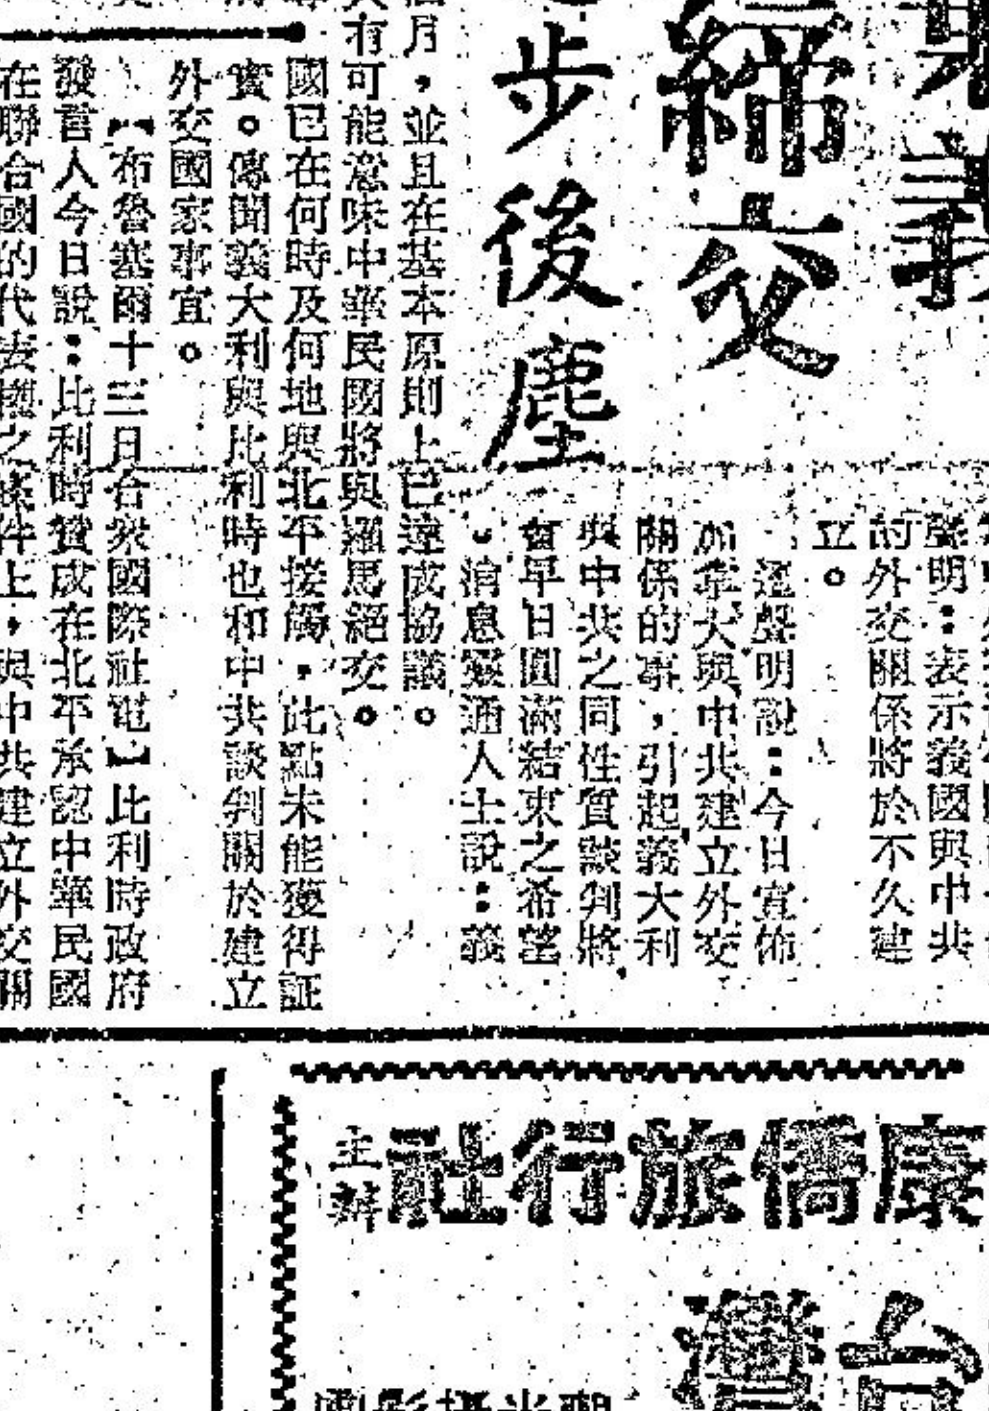 義
締交
步後塵
聲明：表示義國與中共
的外交關係將於不久建
立。
這聲明說：今日宣佈
加拿大與中共建立外交
關係的事，引起義大利
與中共之同性質談判將
會早日圓滿結束之希望
。消息靈通人士說：義
月，並且在基本原則上已達成協議。
有可能意味中華民國將與羅馬絕交。
國已在何時及何地與北平接觸，此點未能獲得証
實。傳聞義大利與比利時也和中共談判關於建立
外交國家事宜。
【布魯塞爾十三日合衆國際社電】比利時政府
發言人今日說：比利時贊成在北平承認中華民國
在聯合國的代表權之條件上，與中共建立外交關
康僑旅行社
主辦
台灣
觀光攝影